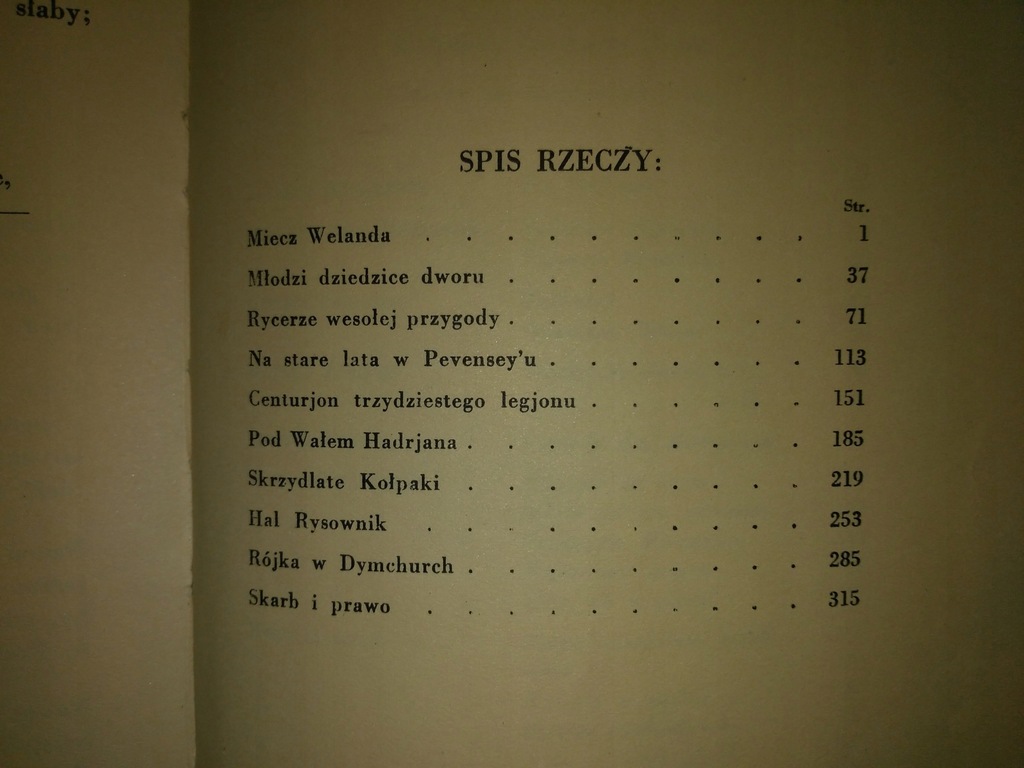 słaby;
SPIS RZECZY:
Str.
Miecz Welanda . . . . . . . . . . 1
Młodzi dziedzice dworu . . . . . . . . 37
Rycerze wesołej przygody . . . . . . . . 71
Na stare lata w Pevensey'u . . . . . . . 113
Centurjon trzydziestego legjonu . . . . . . 151
Pod Wałem Hadrjana . . . . . . . . . 185
Skrzydlate Kołpaki . . . . . . . . . 219
Hal Rysownik . . . . . . . . . . 253
Rójka w Dymchurch . . . . . . . . . 285
Skarb i prawo . . . . . . . . . . 315